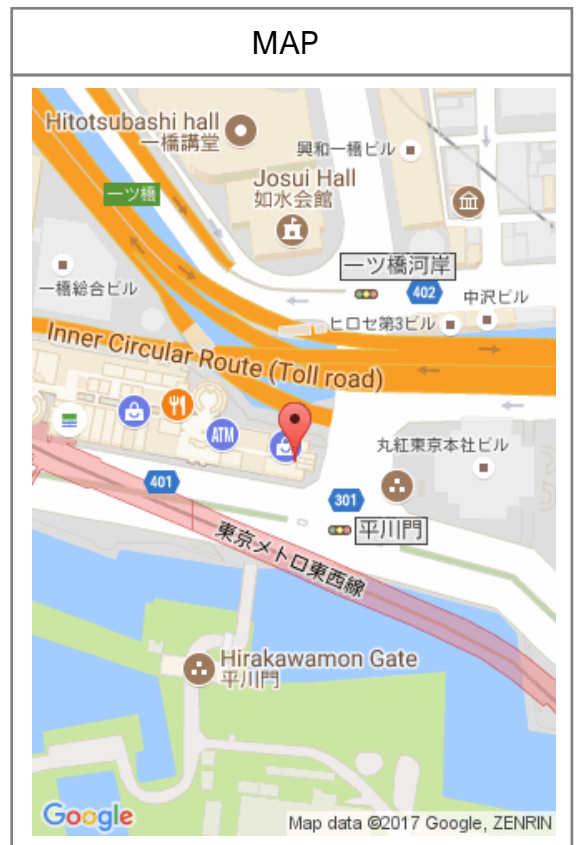 MAP
Hitotsubashi hall
一橋講堂
興和一橋ビル
Josui Hall
如水会館
一ツ橋
一ツ橋河岸
402
一橋総合ビル
中沢ビル
ヒロセ第3ビル
Inner Circular Route (Toll road)
ATM
丸紅東京本社ビル
401
301
平川門
東京メトロ東西線
Hirakawamon Gate
平川門
Google
Map data ©2017 Google, ZENRIN